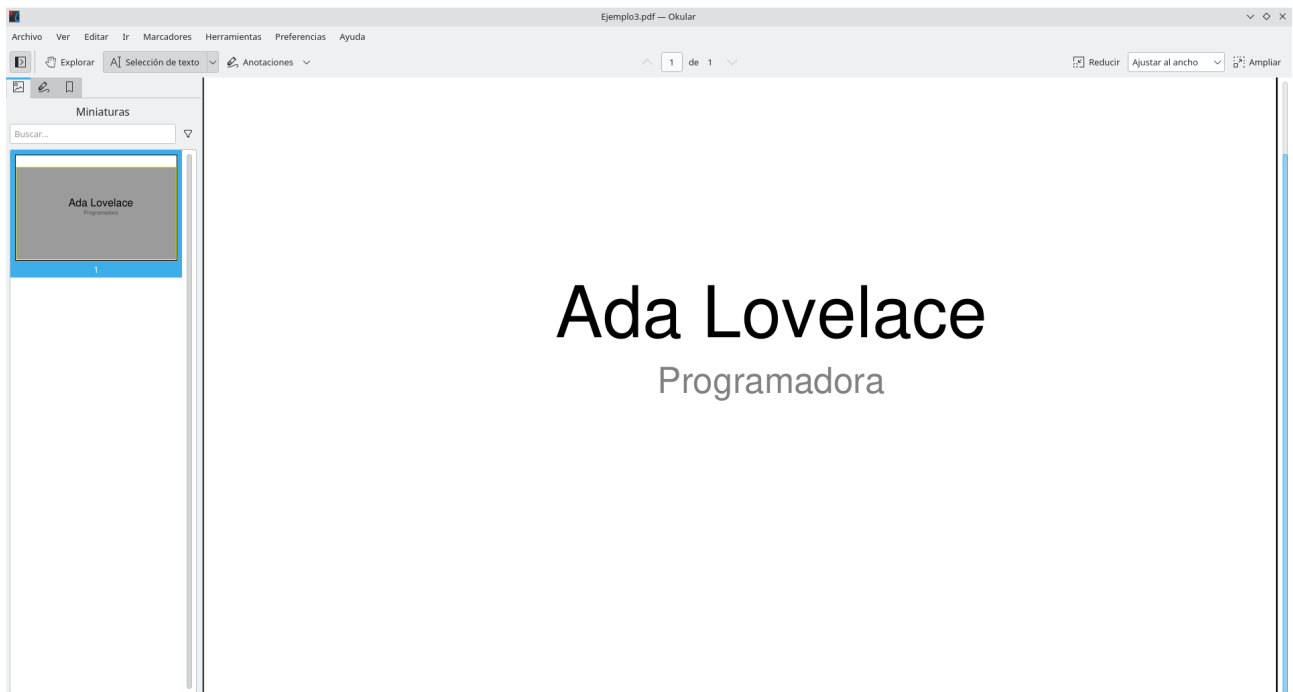 Ejemplo3.pdf — Okular
Archivo Ver Editar Ir Marcadores Herramientas Preferencias Ayuda
Explorar Selección de texto Anotaciones 1 de 1 Reducir Ajustar al ancho Ampliar
Miniaturas
Buscar...
Ada Lovelace
Programadora
1
Ada Lovelace
Programadora